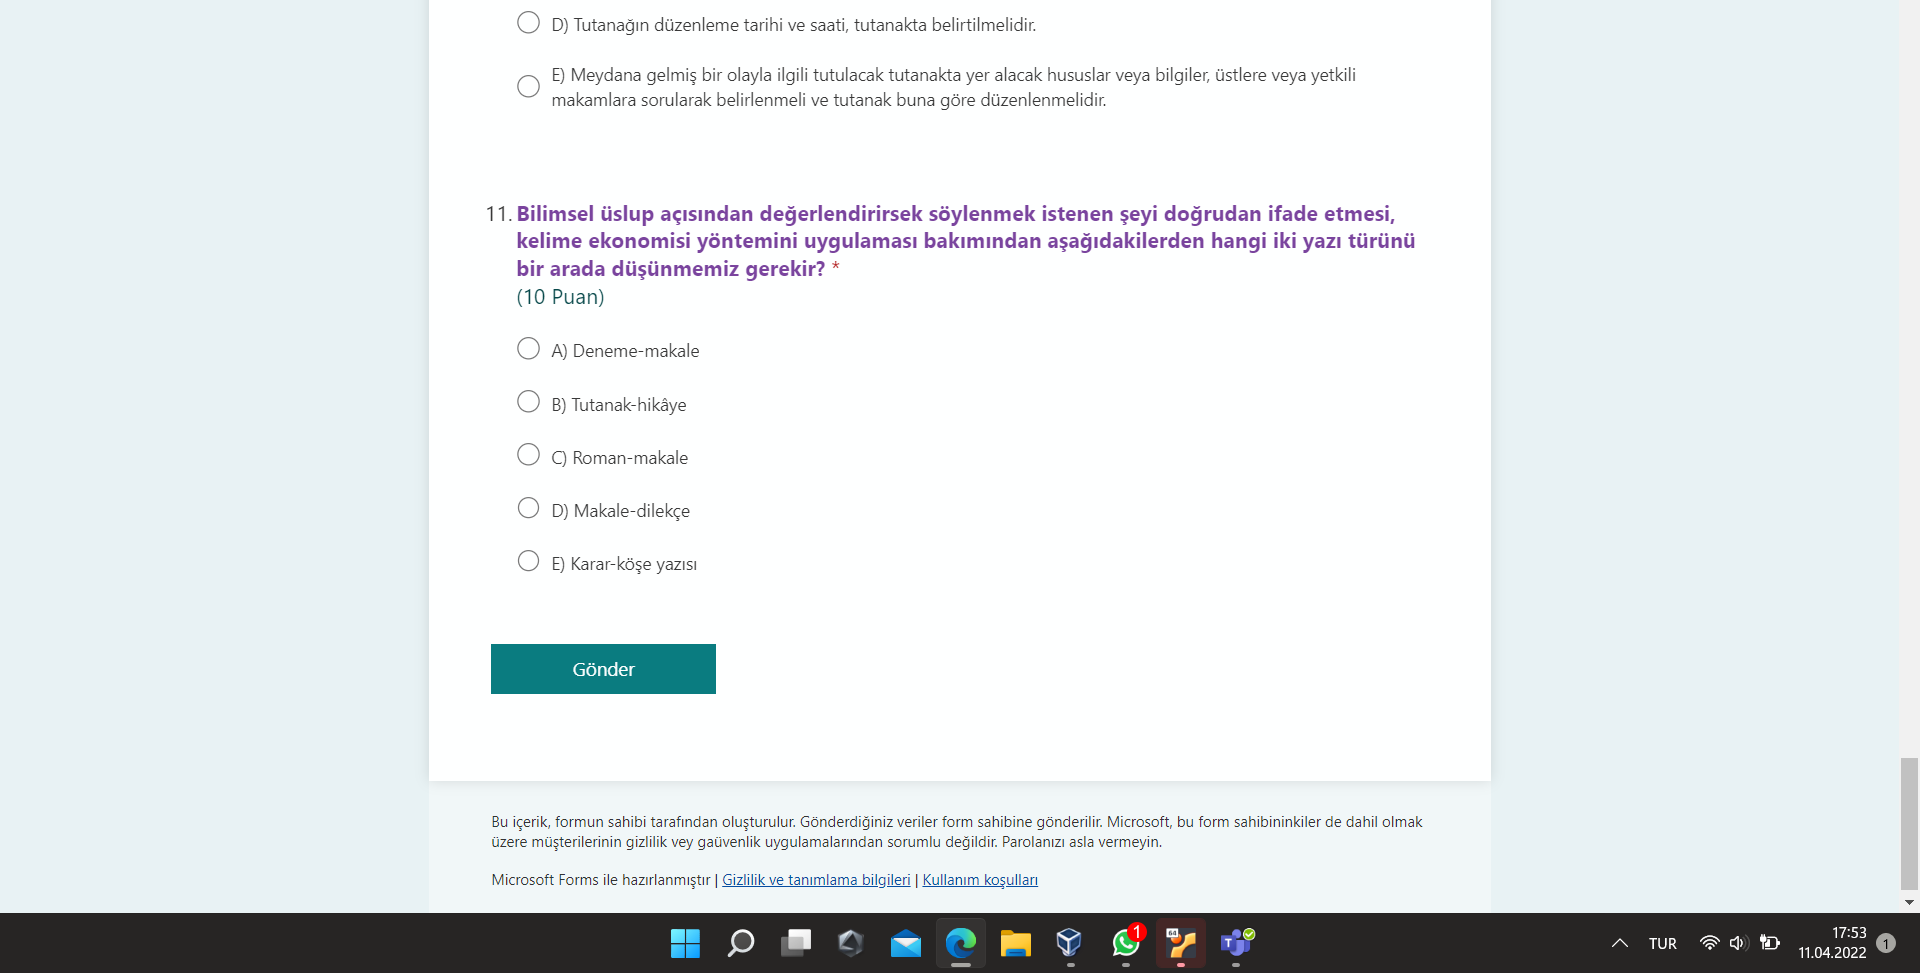 D) Tutanağın düzenleme tarihi ve saati, tutanakta belirtilmelidir.
E) Meydana gelmiş bir olayla ilgili tutulacak tutanakta yer alacak hususlar veya bilgiler, üstlere veya yetkili
makamlara sorularak belirlenmeli ve tutanak buna göre düzenlenmelidir.
11. Bilimsel üslup açısından değerlendirirsek söylenmek istenen şeyi doğrudan ifade etmesi,
kelime ekonomisi yöntemini uygulaması bakımından aşağıdakilerden hangi iki yazı türünü
bir arada düşünmemiz gerekir? *
(10 Puan)
A) Deneme-makale
B) Tutanak-hikâye
C) Roman-makale
D) Makale-dilekçe
E) Karar-köşe yazısı
Gönder
Bu içerik, formun sahibi tarafından oluşturulur. Gönderdiğiniz veriler form sahibine gönderilir. Microsoft, bu form sahibininkiler de dahil olmak
üzere müşterilerinin gizlilik vey gaüvenlik uygulamalarından sorumlu değildir. Parolanızı asla vermeyin.
Microsoft Forms ile hazırlanmıştır | Gizlilik ve tanımlama bilgileri | Kullanım koşulları
1
64
T
TUR
17:53
11.04.2022
1